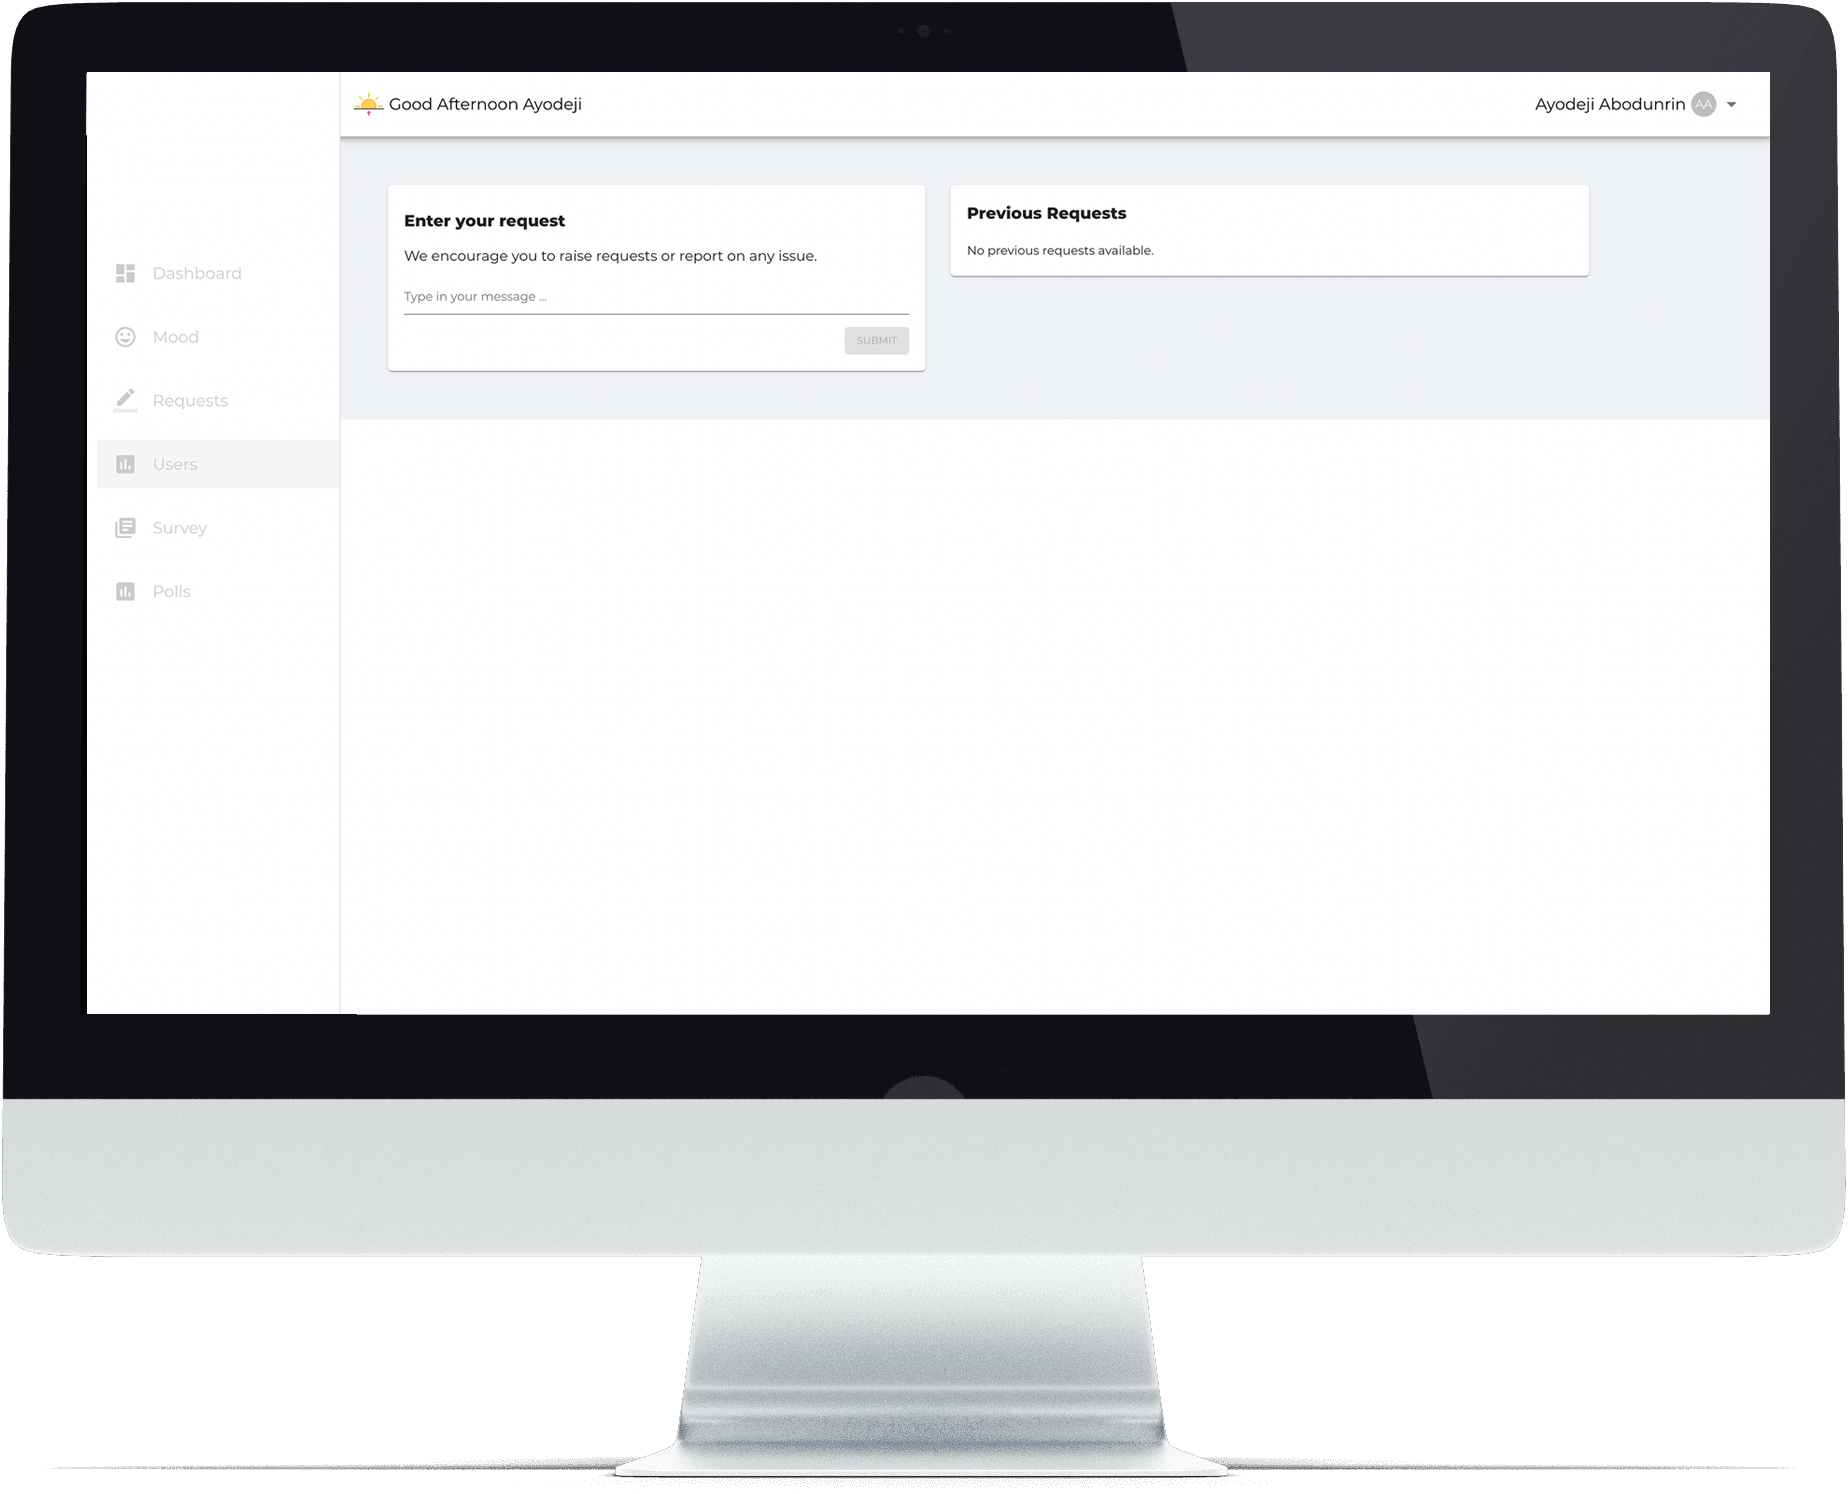 Good Afternoon Ayodeji
Ayodeji Abodunrin AA
Dashboard
Mood
Requests
Users
Survey
Polls
Enter your request
We encourage you to raise requests or report on any issue.
Type in your message ...
SUBMIT
Previous Requests
No previous requests available.